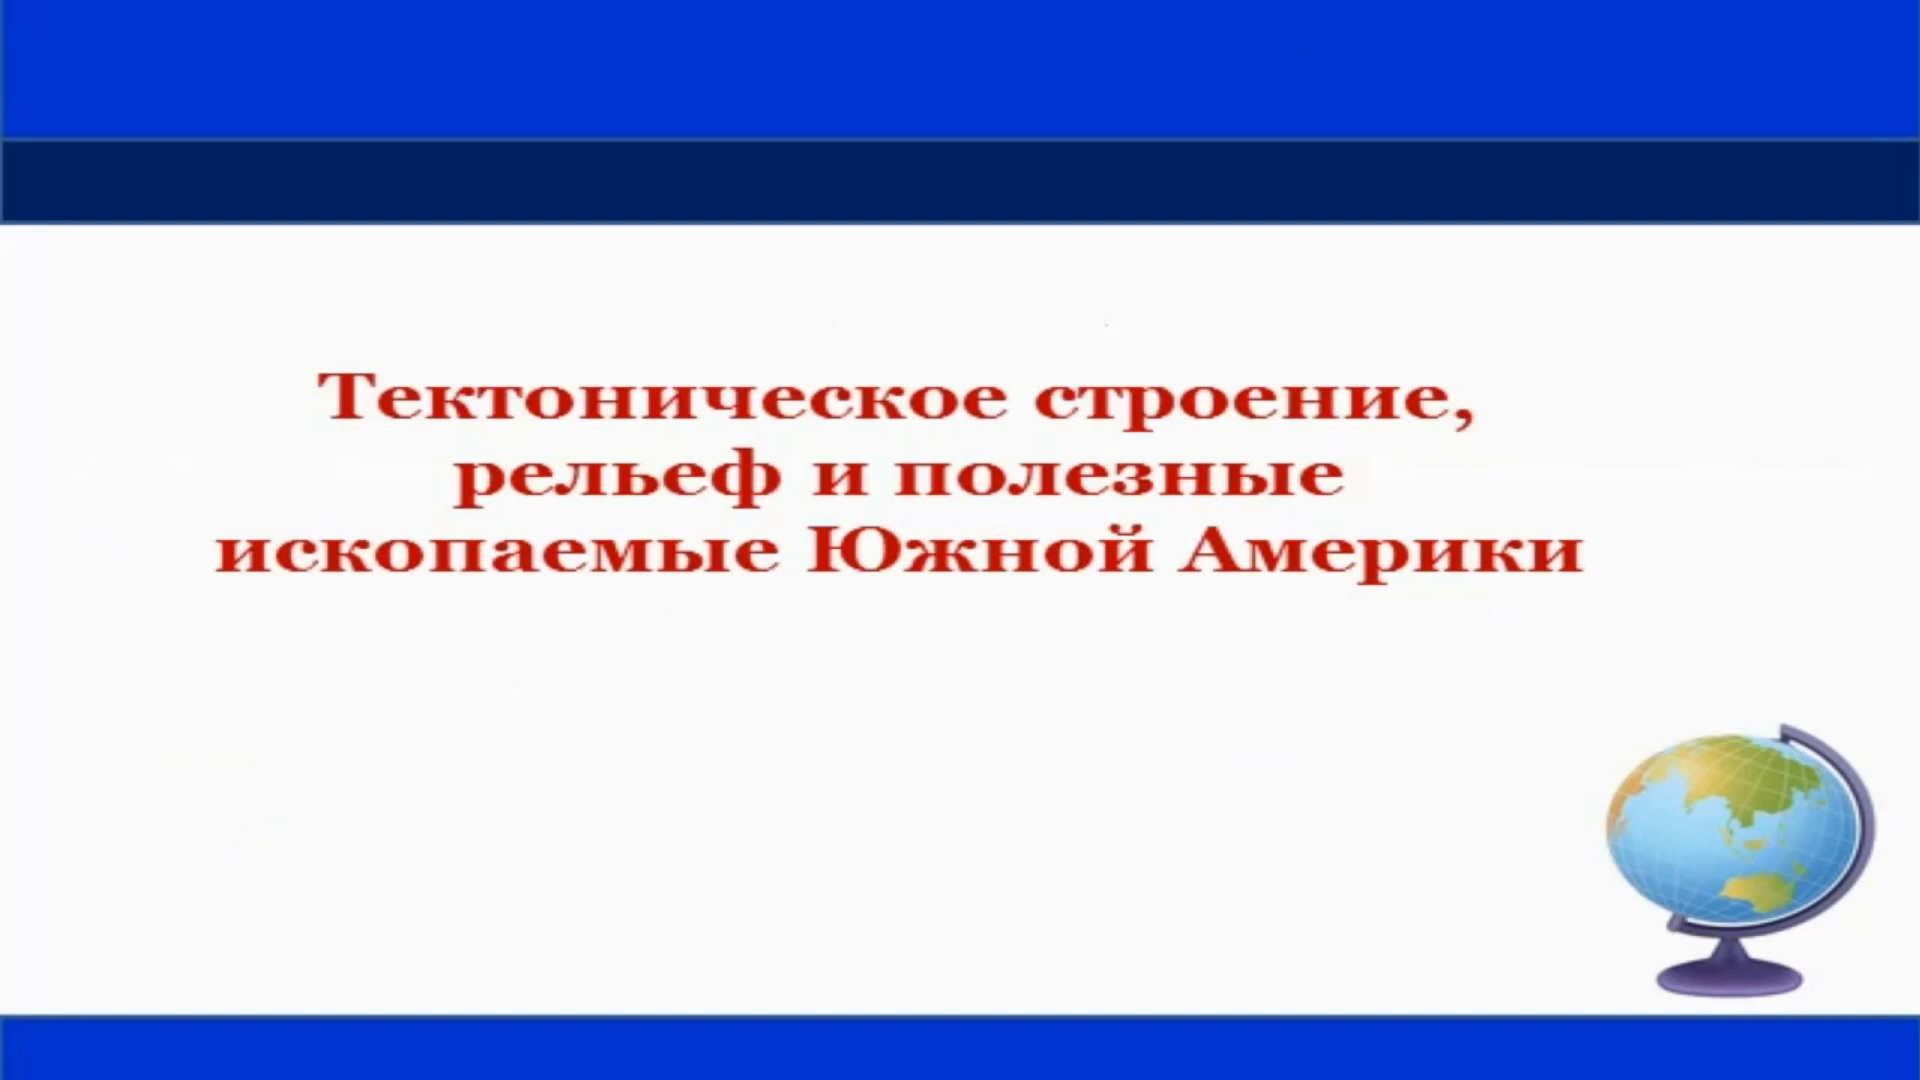 Тектоническое строение,
рельеф и полезные
ископаемые Южной Америки